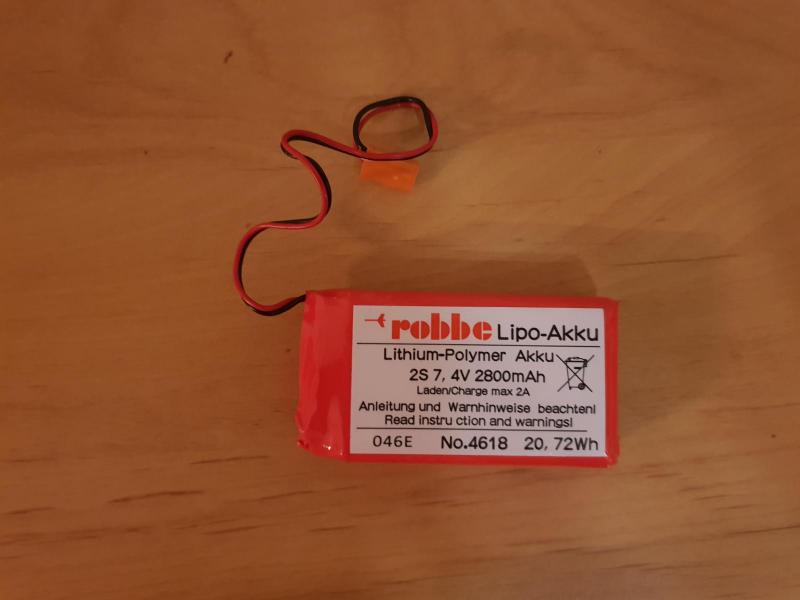 robbe Lipo-Akku
Lithium-Polymer Akku
2S 7, 4V 2800mAh
Laden/Charge max 2A
Anleitung und Warnhinweise beachten!
Read instru ction and warnings!
046E No.4618 20, 72Wh